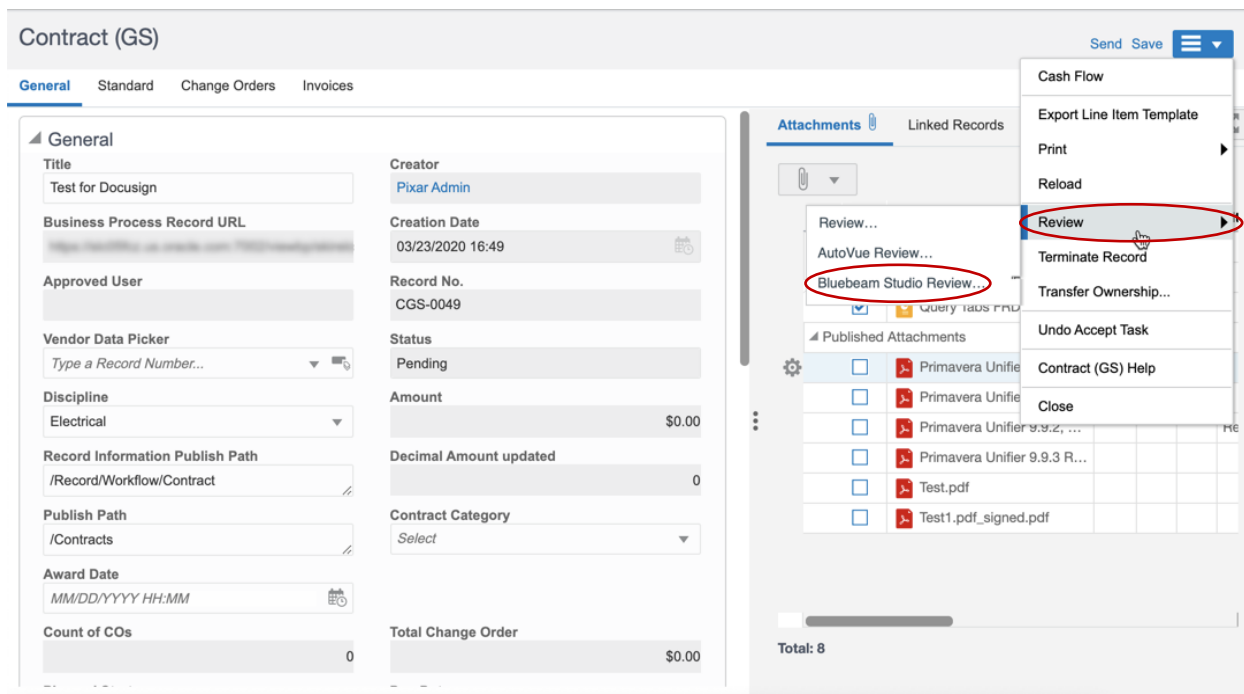 Contract (GS)
Send Save
General Standard Change Orders Invoices
General
Title
Test for Docusign
Creator
Pixar Admin
Business Process Record URL
Creation Date
03/23/2020 16:49
Approved User
Record No.
CGS-0049
Vendor Data Picker
Type a Record Number...
Status
Pending
Discipline
Electrical
Amount
$0.00
Record Information Publish Path
/Record/Workflow/Contract
Decimal Amount updated
0
Publish Path
/Contracts
Contract Category
Select
Award Date
MM/DD/YYYY HH:MM
Count of COs
0
Total Change Order
$0.00
Attachments Linked Records
Review...
AutoVue Review...
Bluebeam Studio Review...
Query Tabs FRD
Published Attachments
Primavera Unifie
Primavera Unifie
Primavera Unifier 9.9.2, ...
Primavera Unifier 9.9.3 R...
Test.pdf
Test1.pdf_signed.pdf
Total: 8
Cash Flow
Export Line Item Template
Print
Reload
Review
Terminate Record
Transfer Ownership...
Undo Accept Task
Contract (GS) Help
Close